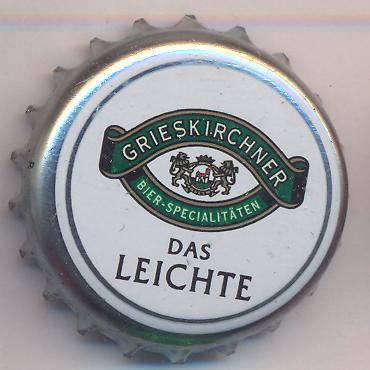 GRIESKIRCHNER
BIER-SPECIALITÄTEN
DAS
LEICHTE